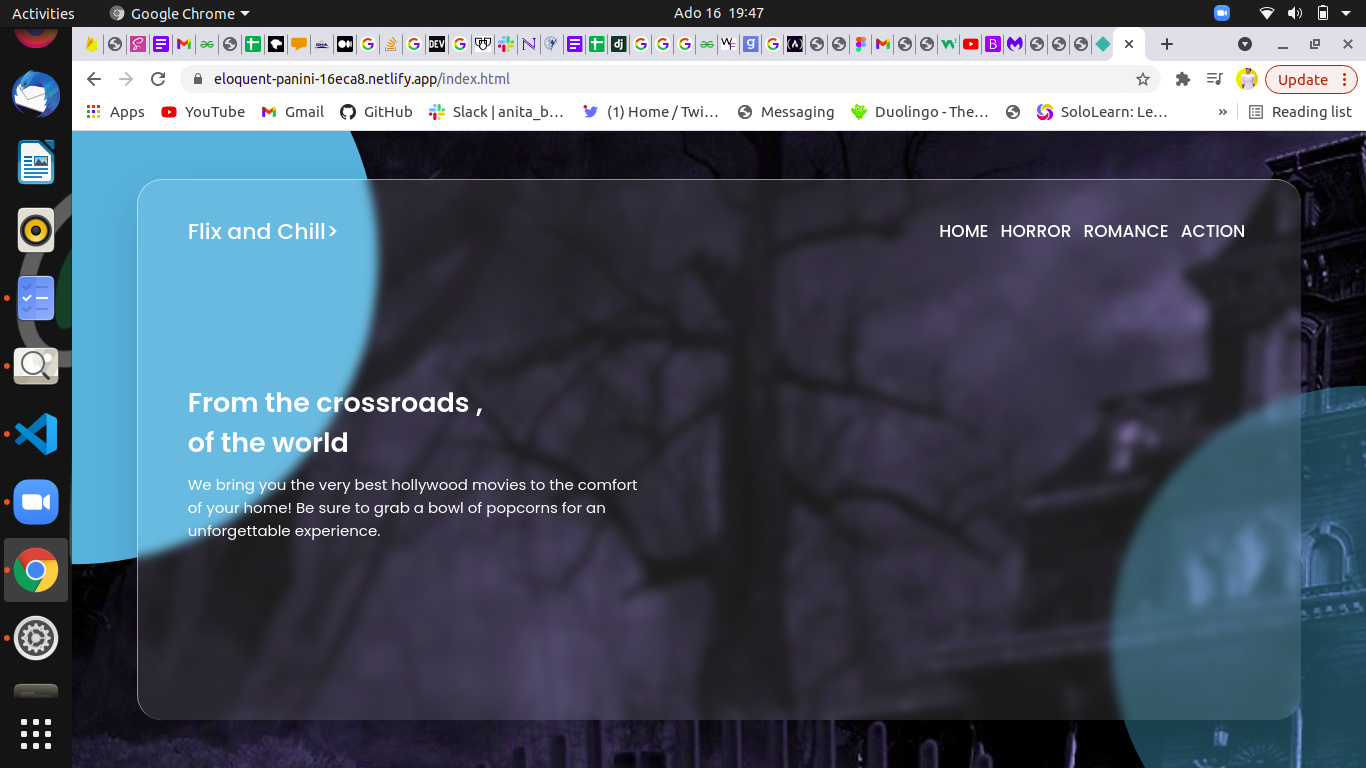 Activities
Google Chrome
Ado 16 19:47
DEV
eloquent-panini-16eca8.netlify.app/index.html
Update
Apps
YouTube
Gmail
GitHub
Slack | anita_b…
(1) Home / Twi…
Messaging
Duolingo - The…
SoloLearn: Le…
»
Reading list
Flix and Chill>
HOME HORROR ROMANCE ACTION
From the crossroads ,
of the world
We bring you the very best hollywood movies to the comfort
of your home! Be sure to grab a bowl of popcorns for an
unforgettable experience.